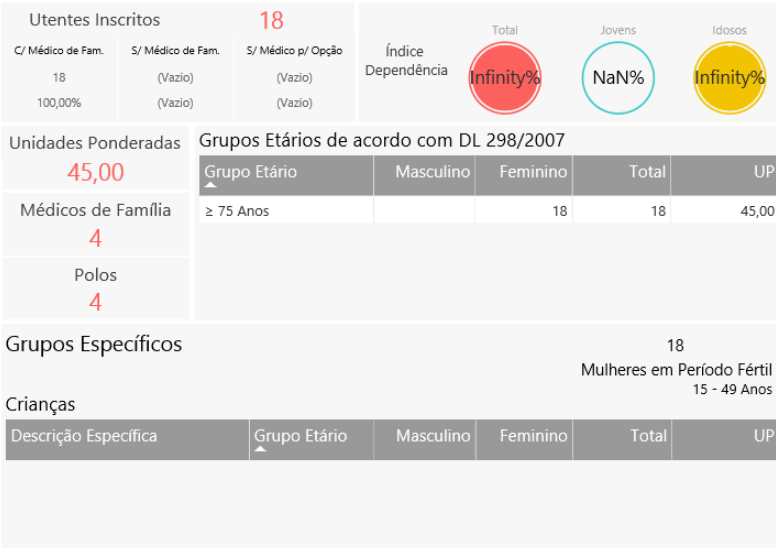 Utentes Inscritos 18
C/ Médico de Fam. S/ Médico de Fam. S/ Médico p/ Opção
18 (Vazio) (Vazio)
100,00% (Vazio) (Vazio)
Índice
Dependência
Total Jovens Idosos
Infinity% NaN% Infinity%
Unidades Ponderadas
45,00
Médicos de Família
4
Polos
4
Grupos Etários de acordo com DL 298/2007
Grupo Etário Masculino Feminino Total UP
≥ 75 Anos 18 18 45,00
Grupos Específicos
18
Mulheres em Período Fértil
15 - 49 Anos
Crianças
Descrição Específica Grupo Etário Masculino Feminino Total UP